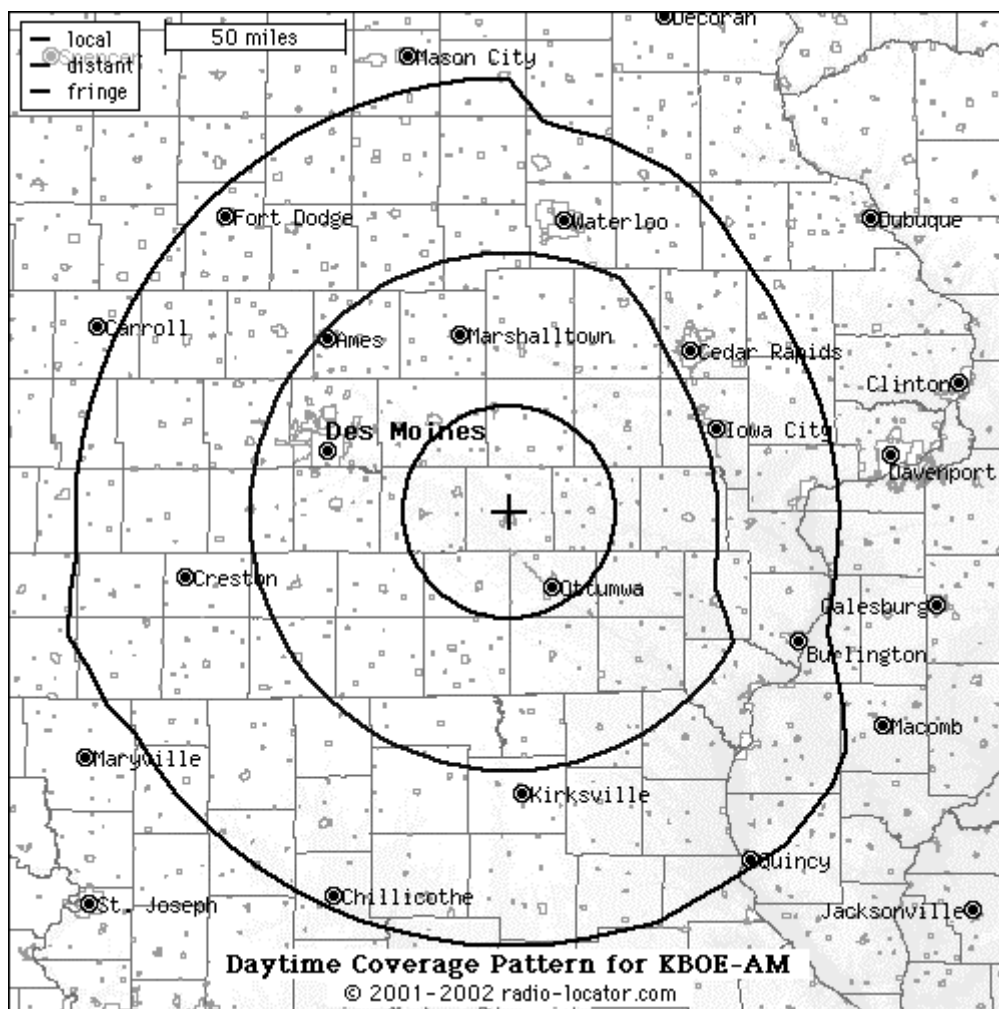 Decorah
local
50 miles
Spencer
Mason City
distant
fringe
Fort Dodge
Waterloo
Dubuque
Carroll
Ames
Marshalltown
Cedar Rapids
Clinton
Des Moines
Iowa City
Davenport
Creston
Ottumwa
Galesburg
Burlington
Macomb
Maryville
Kirksville
Quincy
Chillicothe
St. Joseph
Jacksonville
Daytime Coverage Pattern for KBOE-AM
© 2001-2002 radio-locator.com